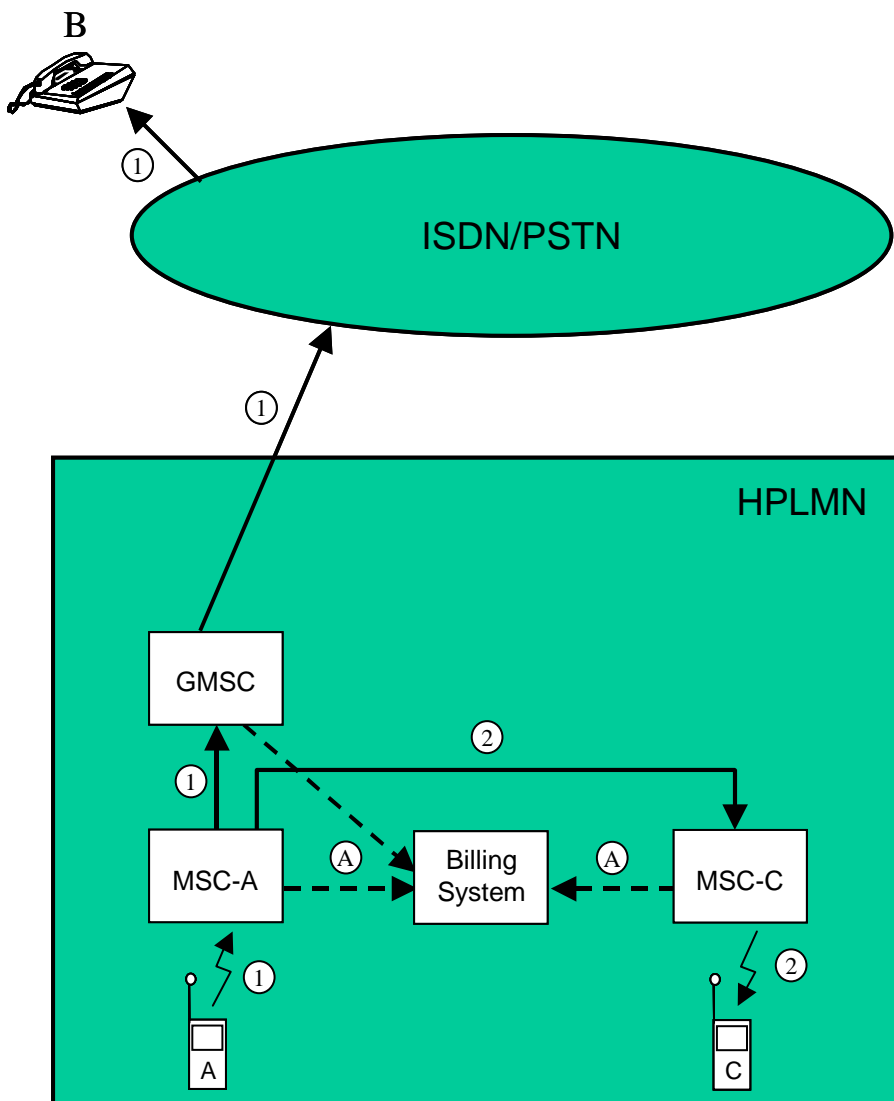 B
1
ISDN/PSTN
1
HPLMN
GMSC
2
1
MSC-A
A
Billing
System
A
MSC-C
1
2
A
C